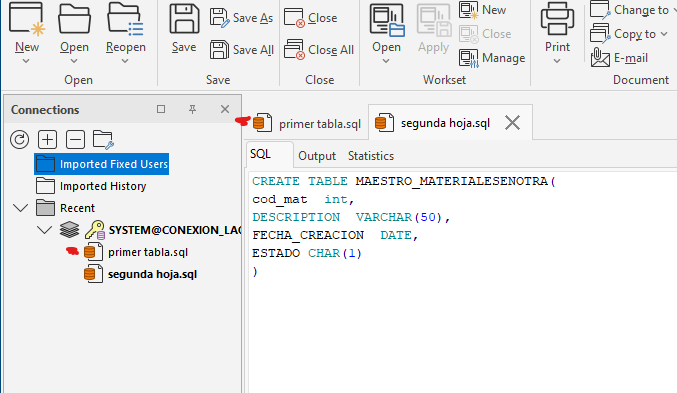 New
Open
Reopen
Save
Save As
Save All
Close
Close All
Open
Apply
New
Close
Manage
Print
Change to
Copy to
E-mail
Open
Save
Close
Workset
Document
Connections
Imported Fixed Users
Imported History
Recent
SYSTEM@CONEXION_LA
primer tabla.sql
segunda hoja.sql
primer tabla.sql
segunda hoja.sql
SQL
Output
Statistics
CREATE TABLE MAESTRO_MATERIALESENOTRA(
cod_mat int,
DESCRIPTION VARCHAR(50),
FECHA_CREACION DATE,
ESTADO CHAR(1)
)